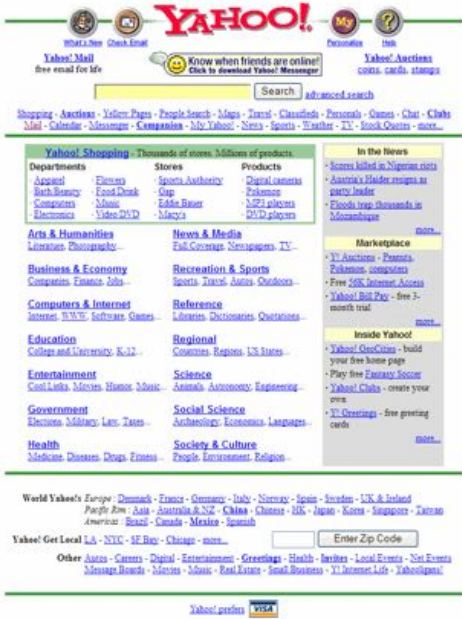 YAHOO!
What's New Check Email Personalize Help
Yahoo! Mail
free email for life
Know when friends are online!
Click to download Yahoo! Messenger
Yahoo! Auctions
coins, cards, stamps
Search advanced search
Shopping - Auctions - Yellow Pages - People Search - Maps - Travel - Classifieds - Personals - Games - Chat - Clubs
Mail - Calendar - Messenger - Companion - My Yahoo! - News - Sports - Weather - TV - Stock Quotes - more...
Yahoo! Shopping - Thousands of stores. Millions of products.
Departments Stores Products
· Apparel · Flowers · Sports Authority · Digital cameras
· Bath/Beauty · Food/Drink · Gap · Pokemon
· Computers · Music · Eddie Bauer · MP3 players
· Electronics · Video/DVD · Macy's · DVD players
Arts & Humanities
Literature, Photography...
News & Media
Full Coverage, Newspapers, TV...
Business & Economy
Companies, Finance, Jobs...
Recreation & Sports
Sports, Travel, Autos, Outdoors...
Computers & Internet
Internet, WWW, Software, Games...
Reference
Libraries, Dictionaries, Quotations...
Education
College and University, K-12...
Regional
Countries, Regions, US States...
Entertainment
Cool Links, Movies, Humor, Music...
Science
Animals, Astronomy, Engineering...
Government
Elections, Military, Law, Taxes...
Social Science
Archaeology, Economics, Languages...
Health
Medicine, Diseases, Drugs, Fitness...
Society & Culture
People, Environment, Religion...
In the News
· Scores killed in Nigerian riots
· Austria's Haider resigns as
party leader
· Floods trap thousands in
Mozambique
more...
Marketplace
· Y! Auctions - Peanuts,
Pokemon, computers
· Free 56K Internet Access
· Yahoo! Bill Pay - free 3-
month trial
more...
Inside Yahoo!
· Yahoo! GeoCities - build
your free home page
· Play free Fantasy Soccer
· Yahoo! Clubs - create your
own
· Y! Greetings - free greeting
cards
more...
World Yahoo!s Europe : Denmark - France - Germany - Italy - Norway - Spain - Sweden - UK & Ireland
Pacific Rim : Asia - Australia & NZ - China - Chinese - HK - Japan - Korea - Singapore - Taiwan
Americas : Brazil - Canada - Mexico - Spanish
Yahoo! Get Local LA - NYC - SF Bay - Chicago - more... Enter Zip Code
Other Autos - Careers - Digital - Entertainment - Greetings - Health - Invites - Local Events - Net Events
Message Boards - Movies - Music - Real Estate - Small Business - Y! Internet Life - Yahooligans!
Yahoo! prefers VISA